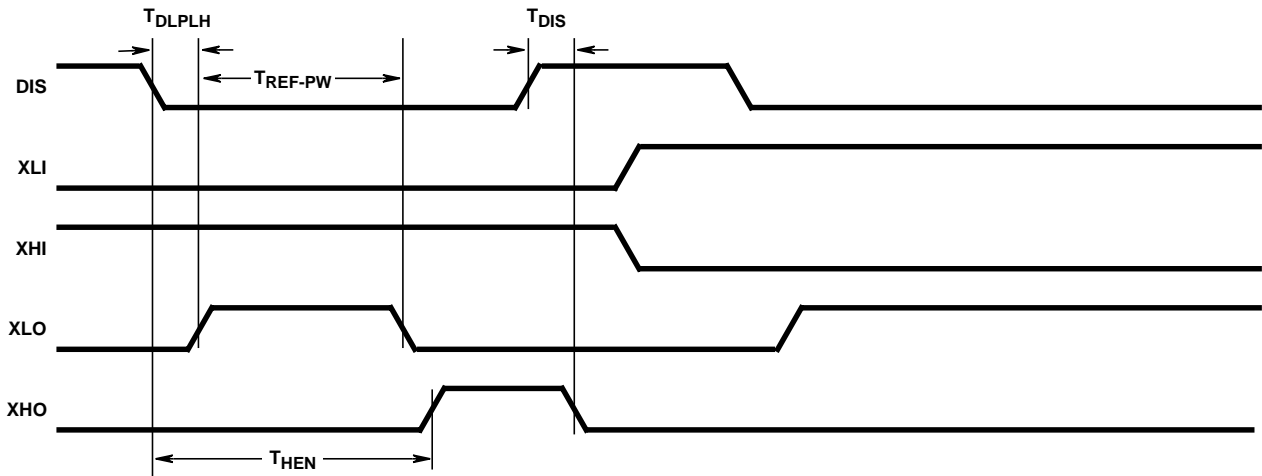 TDLPLH
TDIS
TREF-PW
DIS
XLI
XHI
XLO
XHO
THEN